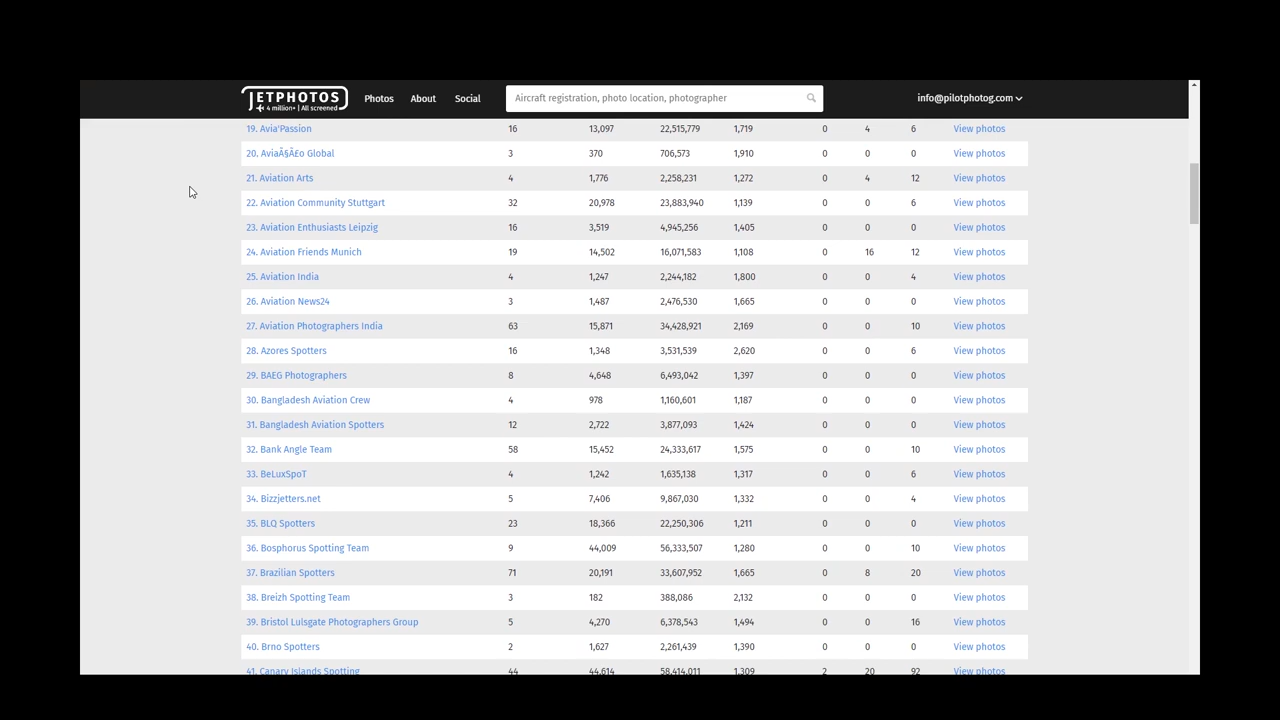 JETPHOTOS
4 million+ | All screened
Photos About Social Aircraft registration, photo location, photographer info@pilotphotog.com
19. Avia'Passion 16 13,097 22,515,779 1,719 0 4 6 View photos
20. AviaÃ§Ã£o Global 3 370 706,573 1,910 0 0 0 View photos
21. Aviation Arts 4 1,776 2,258,231 1,272 0 4 12 View photos
22. Aviation Community Stuttgart 32 20,978 23,883,940 1,139 0 0 6 View photos
23. Aviation Enthusiasts Leipzig 16 3,519 4,945,256 1,405 0 0 0 View photos
24. Aviation Friends Munich 19 14,502 16,071,583 1,108 0 16 12 View photos
25. Aviation India 4 1,247 2,244,182 1,800 0 0 4 View photos
26. Aviation News24 3 1,487 2,476,530 1,665 0 0 0 View photos
27. Aviation Photographers India 63 15,871 34,428,921 2,169 0 0 10 View photos
28. Azores Spotters 16 1,348 3,531,539 2,620 0 0 6 View photos
29. BAEG Photographers 8 4,648 6,493,042 1,397 0 0 0 View photos
30. Bangladesh Aviation Crew 4 978 1,160,601 1,187 0 0 0 View photos
31. Bangladesh Aviation Spotters 12 2,722 3,877,093 1,424 0 0 0 View photos
32. Bank Angle Team 58 15,452 24,333,617 1,575 0 0 10 View photos
33. BeLuxSpoT 4 1,242 1,635,138 1,317 0 0 6 View photos
34. Bizzjetters.net 5 7,406 9,867,030 1,332 0 0 4 View photos
35. BLQ Spotters 23 18,366 22,250,306 1,211 0 0 0 View photos
36. Bosphorus Spotting Team 9 44,009 56,333,507 1,280 0 0 10 View photos
37. Brazilian Spotters 71 20,191 33,607,952 1,665 0 8 20 View photos
38. Breizh Spotting Team 3 182 388,086 2,132 0 0 0 View photos
39. Bristol Lulsgate Photographers Group 5 4,270 6,378,543 1,494 0 0 16 View photos
40. Brno Spotters 2 1,627 2,261,439 1,390 0 0 0 View photos
41. Canary Islands Spotting 44 44,614 58,414,011 1,309 2 20 92 View photos